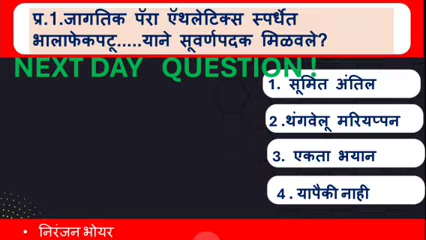 प्र.1.जागतिक पॅरा ऍथलेटिक्स स्पर्धेत
भालाफेकपटू.....याने सूवर्णपदक मिळवले?
NEXT DAY QUESTION !
1. सूमित अंतिल
2 .थंगवेलू मरियप्पन
3. एकता भयान
4 . यापैकी नाही
• निरंजन भोयर